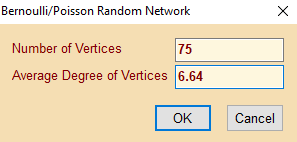 Bernoulli/Poisson Random Network
Number of Vertices 75
Average Degree of Vertices 6.64
OK Cancel